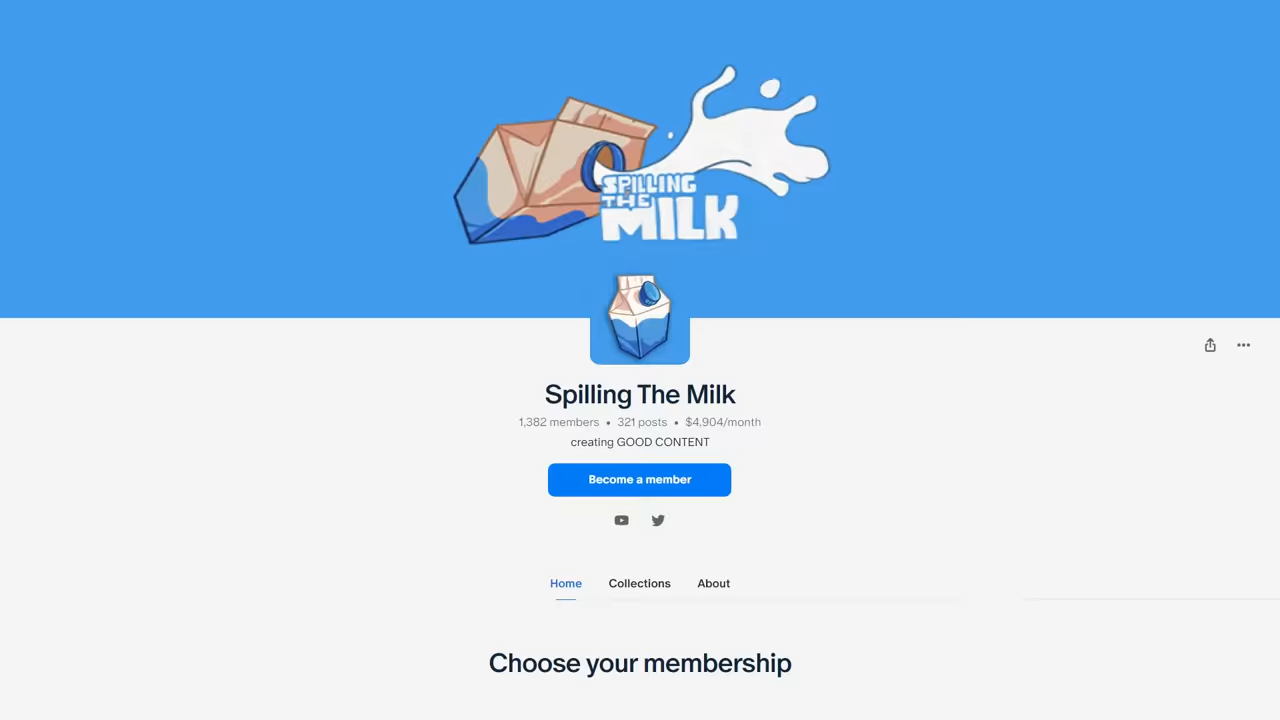 SPILLING
THE
MILK
Spilling The Milk
1,382 members • 321 posts • $4,904/month
creating GOOD CONTENT
Become a member
Home Collections About
Choose your membership